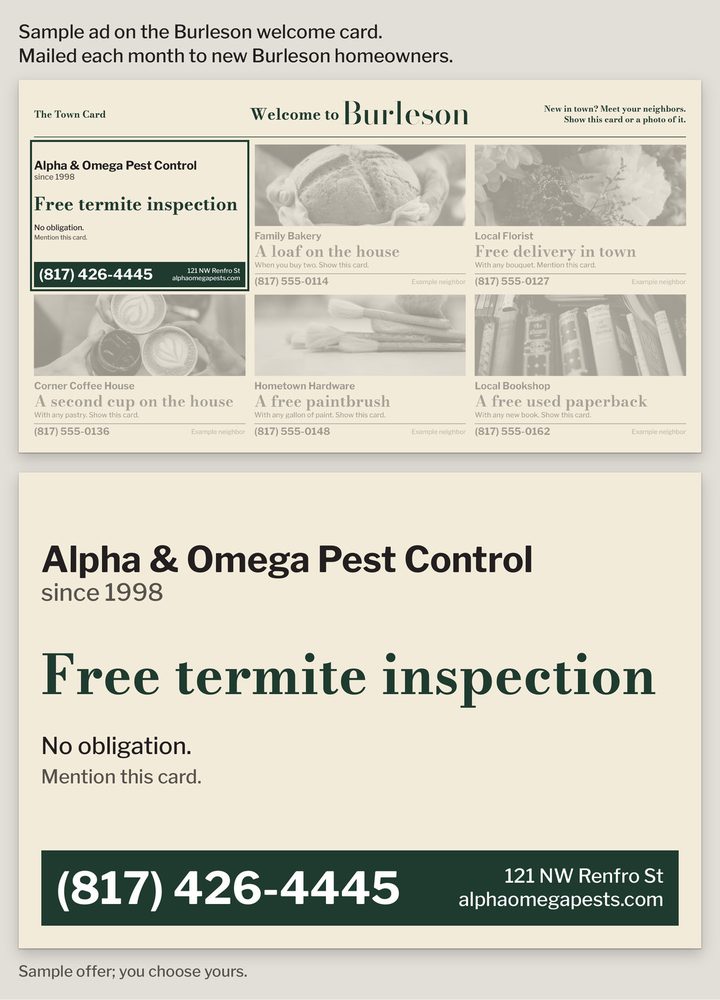 Sample ad on the Burleson welcome card.
Mailed each month to new Burleson homeowners.
The Town Card
Welcome to Burleson
New in town? Meet your neighbors.
Show this card or a photo of it.
Alpha & Omega Pest Control
since 1998
Free termite inspection
No obligation.
Mention this card.
(817) 426-4445
121 NW Renfro St
alphaomegapests.com
Family Bakery
A loaf on the house
When you buy two. Show this card.
(817) 555-0114
Example neighbor
Local Florist
Free delivery in town
With any bouquet. Mention this card.
(817) 555-0127
Example neighbor
Corner Coffee House
A second cup on the house
With any pastry. Show this card.
(817) 555-0136
Example neighbor
Hometown Hardware
A free paintbrush
With any gallon of paint. Show this card.
(817) 555-0148
Example neighbor
Local Bookshop
A free used paperback
With any new book. Show this card.
(817) 555-0162
Example neighbor
Alpha & Omega Pest Control
since 1998
Free termite inspection
No obligation.
Mention this card.
(817) 426-4445
121 NW Renfro St
alphaomegapests.com
Sample offer; you choose yours.